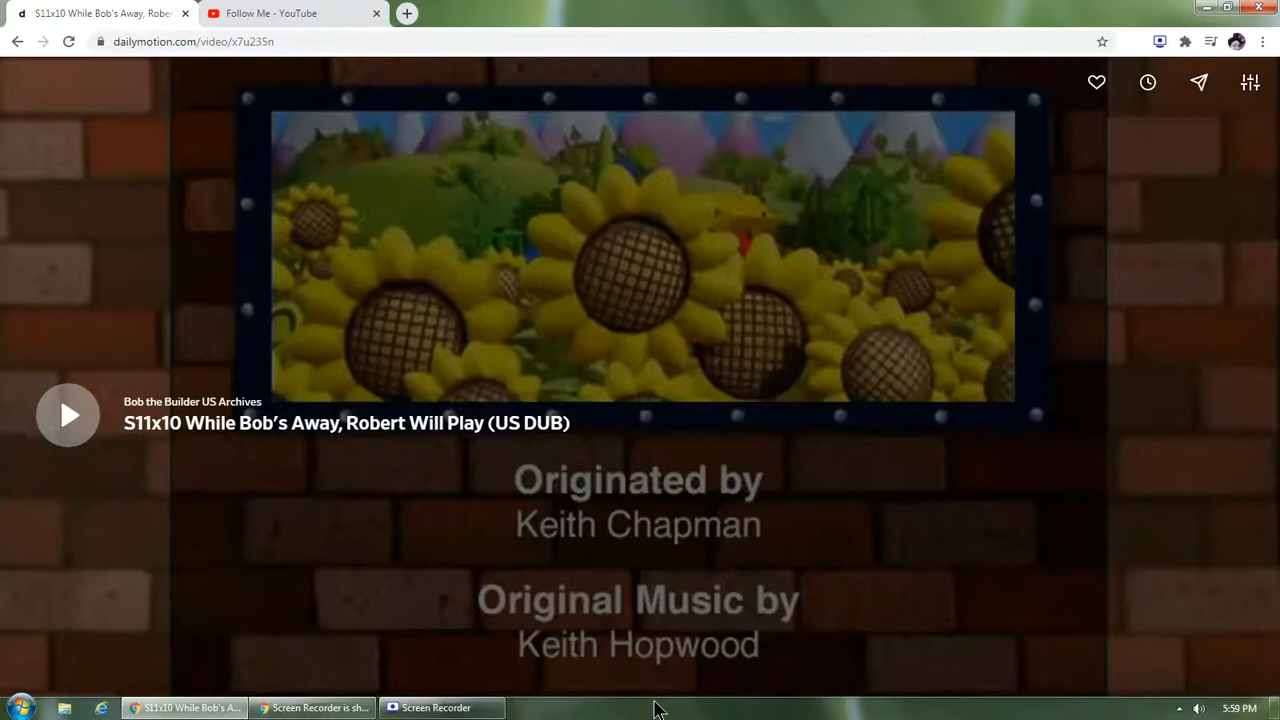 S11x10 While Bob's Away, Rober
Follow Me - YouTube
dailymotion.com/video/x7u235n
Bob the Builder US Archives
S11x10 While Bob's Away, Robert Will Play (US DUB)
Originated by
Keith Chapman
Original Music by
Keith Hopwood
S11x10 While Bob's A...
Screen Recorder is sh...
Screen Recorder
5:59 PM